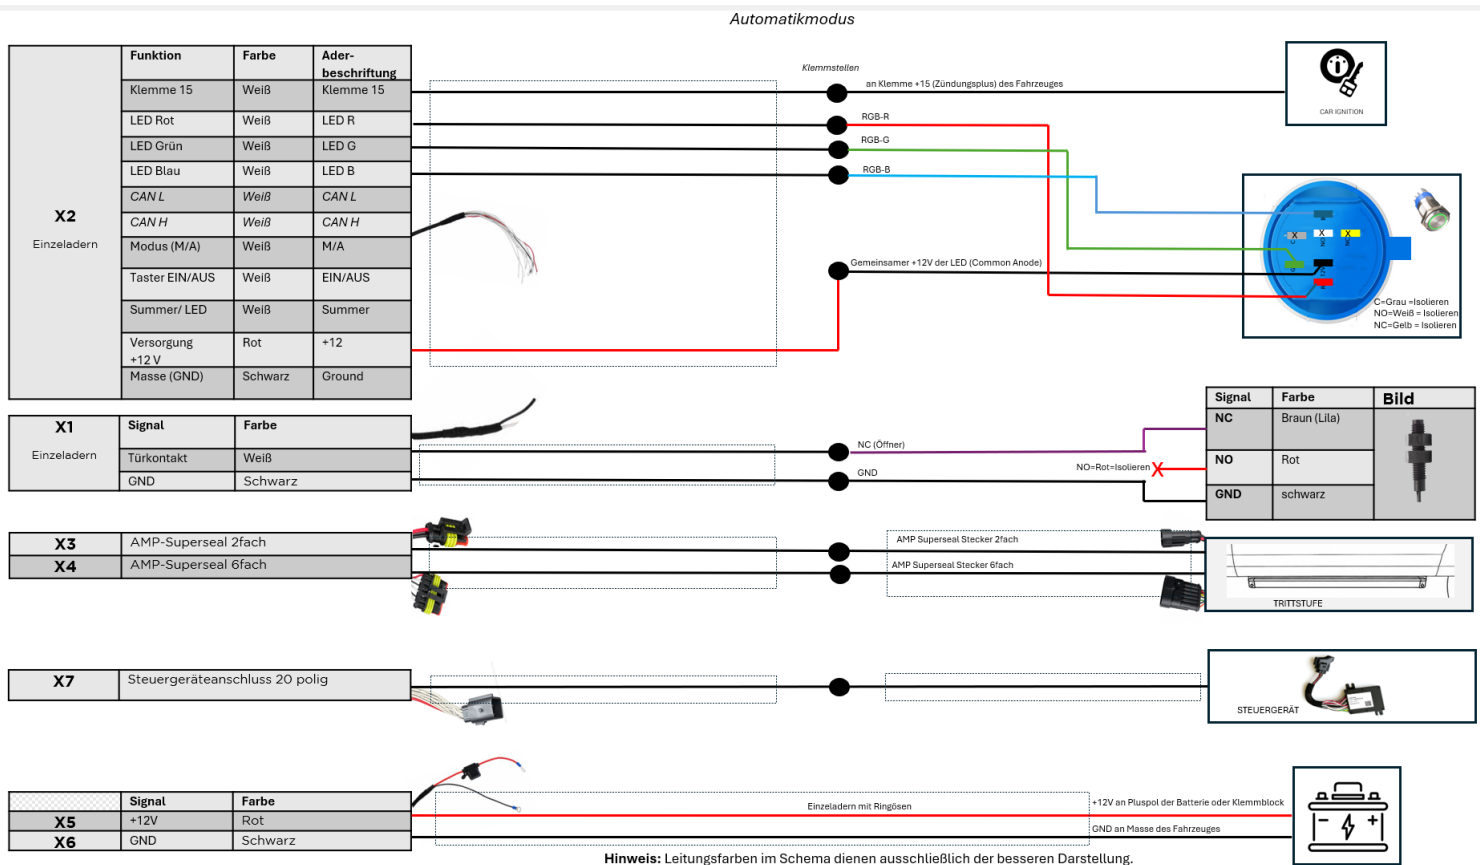 Automatikmodus
Funktion Farbe Ader-
beschriftung
Klemme 15 Weiß Klemme 15
LED Rot Weiß LED R
LED Grün Weiß LED G
LED Blau Weiß LED B
CAN L Weiß CAN L
CAN H Weiß CAN H
Modus (M/A) Weiß M/A
Taster EIN/AUS Weiß EIN/AUS
Summer/ LED Weiß Summer
Versorgung
+12 V Rot +12
Masse (GND) Schwarz Ground
X2
Einzeladern
Klemmstellen
an Klemme +15 (Zündungsplus) des Fahrzeuges
RGB-R
RGB-G
RGB-B
Gemeinsamer +12V der LED (Common Anode)
CAR IGNITION
C=Grau =Isolieren
NO=Weiß = Isolieren
NC=Gelb = Isolieren
X1
Einzeladern
Signal Farbe
Türkontakt Weiß
GND Schwarz
NC (Öffner)
GND
NO=Rot=Isolieren
X
Signal Farbe Bild
NC Braun (Lila)
NO Rot
GND schwarz
X3 AMP-Superseal 2fach
X4 AMP-Superseal 6fach
AMP Superseal Stecker 2fach
AMP Superseal Stecker 6fach
TRITTSTUFE
X7 Steuergeräteanschluss 20 polig
STEUERGERÄT
Signal Farbe
X5 +12V Rot
X6 GND Schwarz
Einzeladern mit Ringösen
+12V an Pluspol der Batterie oder Klemmblock
GND an Masse des Fahrzeuges
Hinweis: Leitungsfarben im Schema dienen ausschließlich der besseren Darstellung.